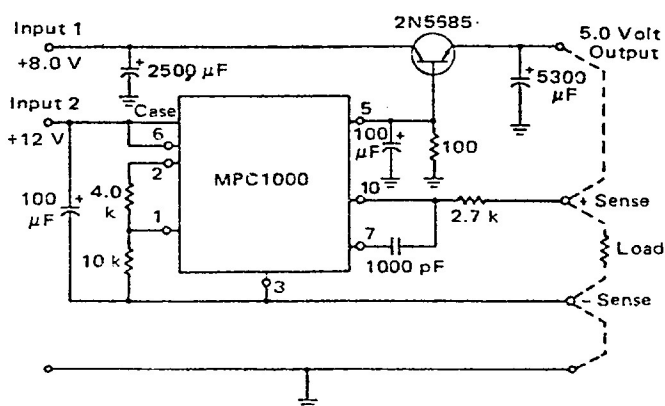 2N5685
Input 1
5.0 Volt
Output
+8.0 V
+
2500 µF
+
5300
µF
Input 2
Case
5
+12 V
6
100
µF
+
100
2
MPC1000
10
100
µF
+
4.0
k
2.7 k
+ Sense
1
7
10 k
1000 pF
Load
3
- Sense